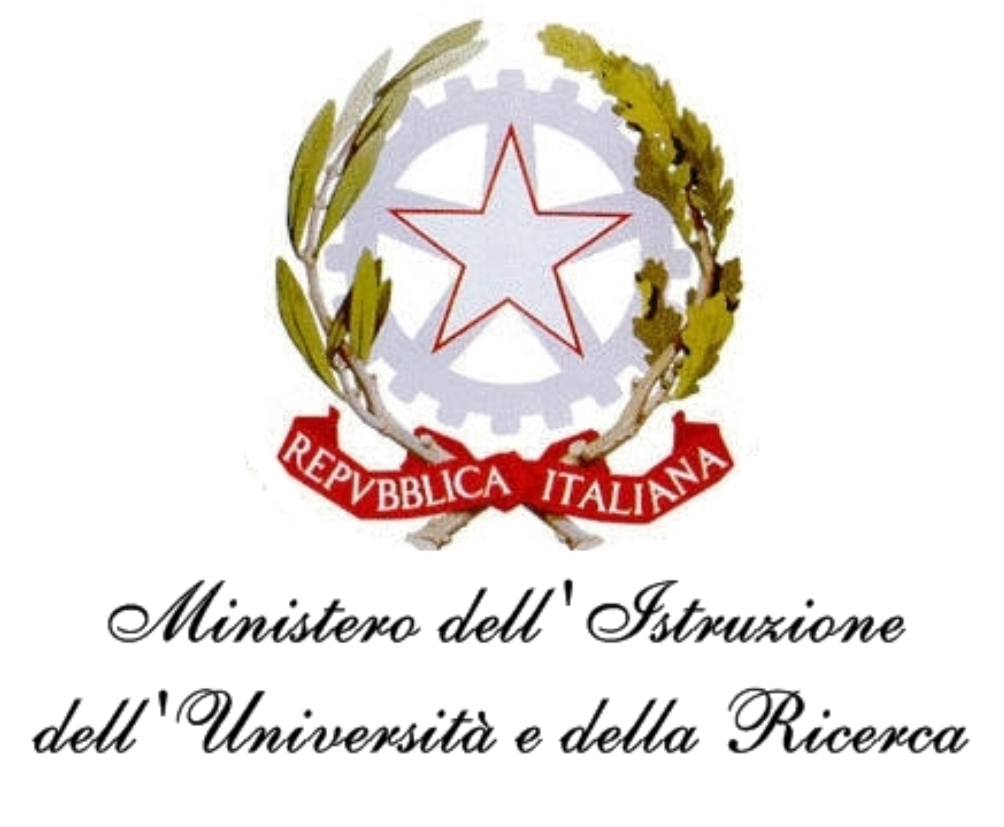 REPVBBLICA ITALIANA
Ministero dell'Istruzione
dell'Università e della Ricerca